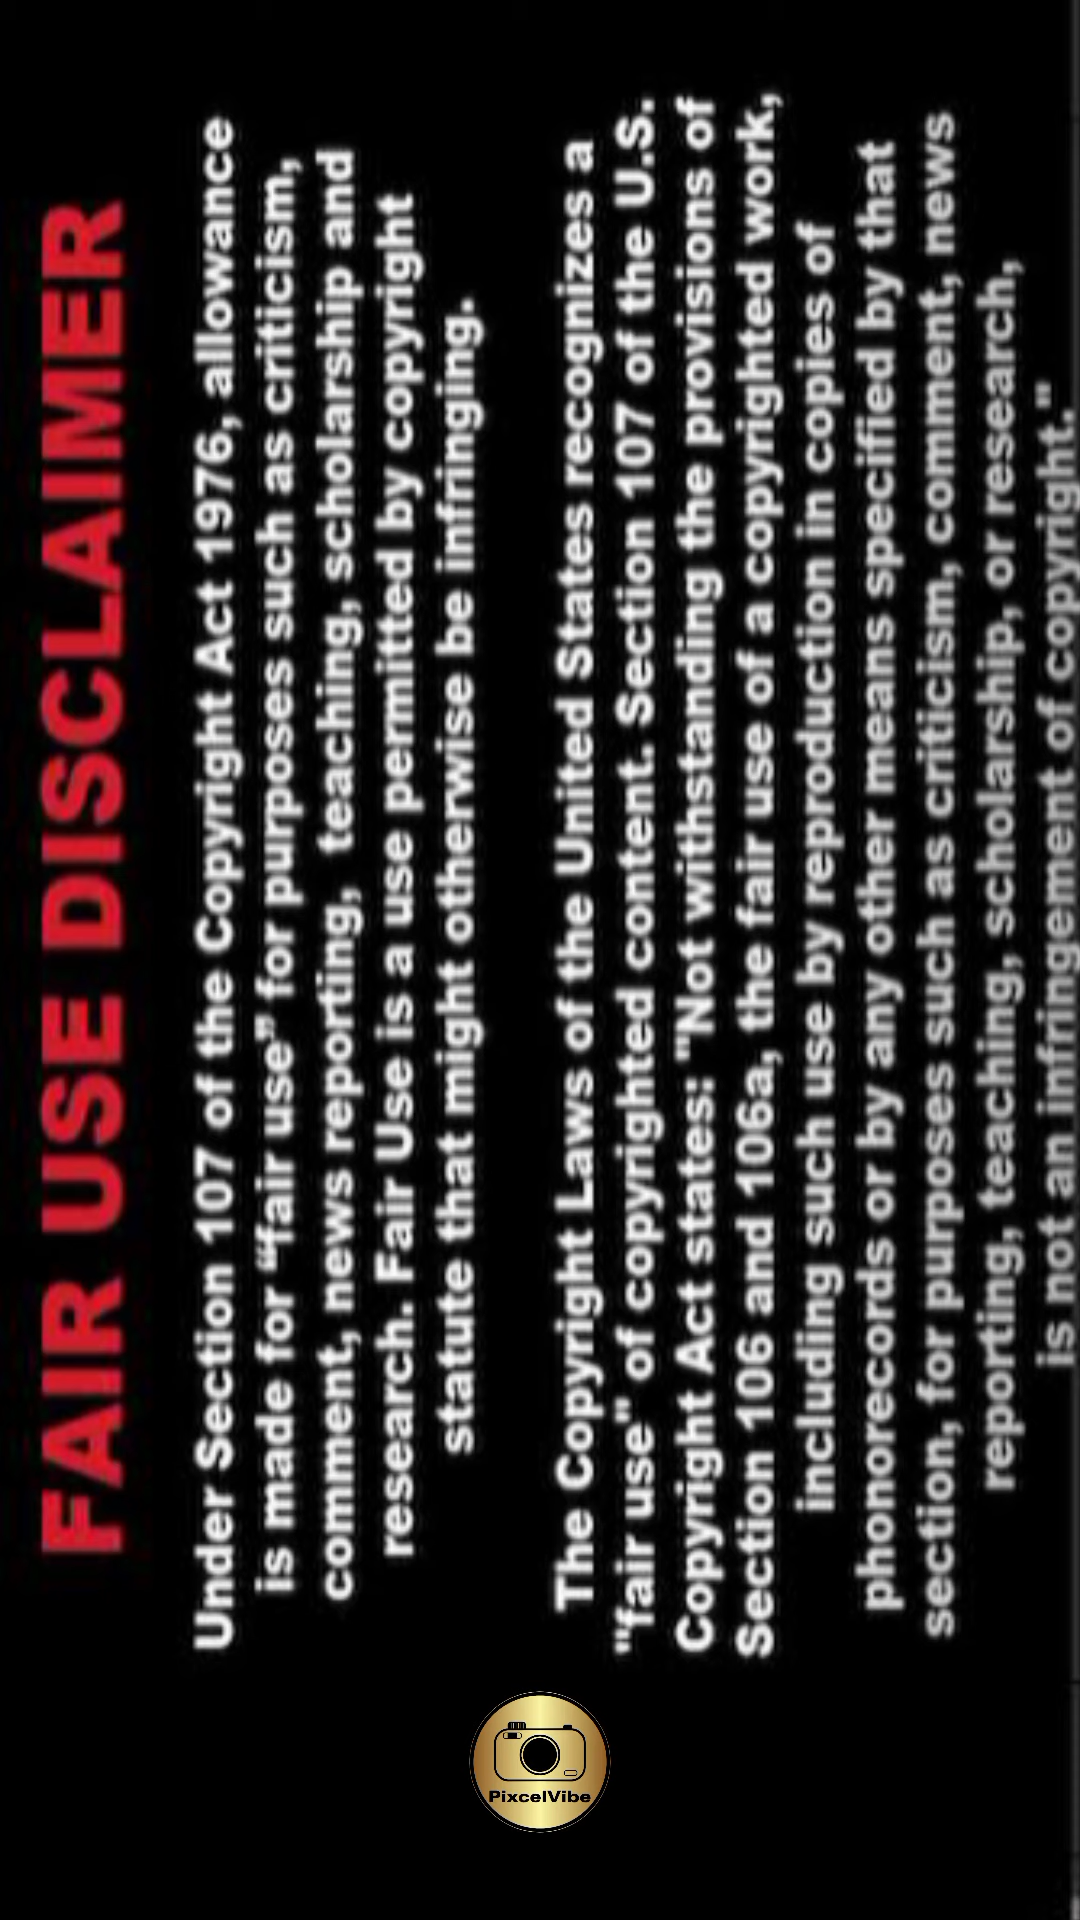 FAIR USE DISCLAIMER
Under Section 107 of the Copyright Act 1976, allowance
is made for “fair use” for purposes such as criticism,
comment, news reporting, teaching, scholarship and
research. Fair Use is a use permitted by copyright
statute that might otherwise be infringing.
The Copyright Laws of the United States recognizes a
"fair use" of copyrighted content. Section 107 of the U.S.
Copyright Act states: "Not withstanding the provisions of
Section 106 and 106a, the fair use of a copyrighted work,
including such use by reproduction in copies of
phonorecords or by any other means specified by that
section, for purposes such as criticism, comment, news
reporting, teaching, scholarship, or research,
is not an infringement of copyright."
PixcelVibe